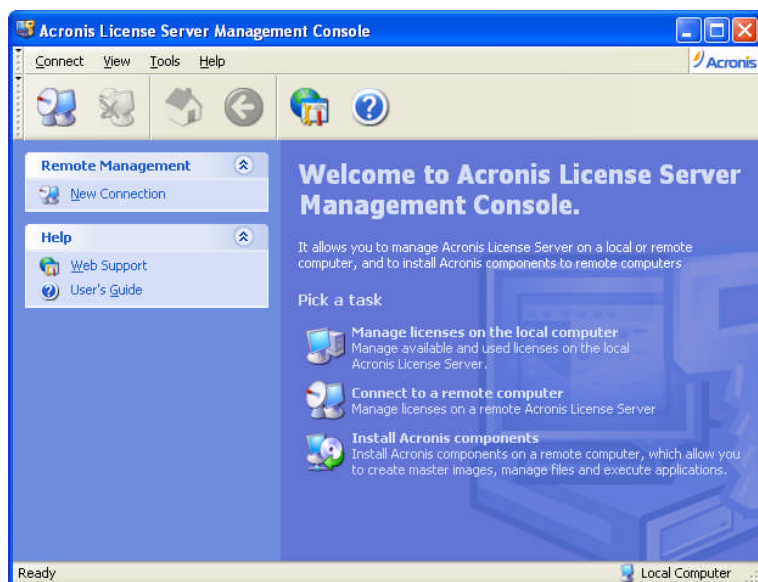 Acronis License Server Management Console
Connect View Tools Help
Acronis
Remote Management
New Connection
Help
Web Support
User's Guide
Welcome to Acronis License Server
Management Console.
It allows you to manage Acronis License Server on a local or remote
computer, and to install Acronis components to remote computers
Pick a task
Manage licenses on the local computer
Manage available and used licenses on the local
Acronis License Server.
Connect to a remote computer
Manage licenses on a remote Acronis License Server
Install Acronis components
Install Acronis components on a remote computer, which allow you
to create master images, manage files and execute applications.
Ready
Local Computer